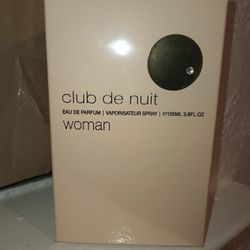 club de nuit
EAU DE PARFUM | VAPORISATEUR SPRAY | ℮105ML 3.6FL.OZ
woman